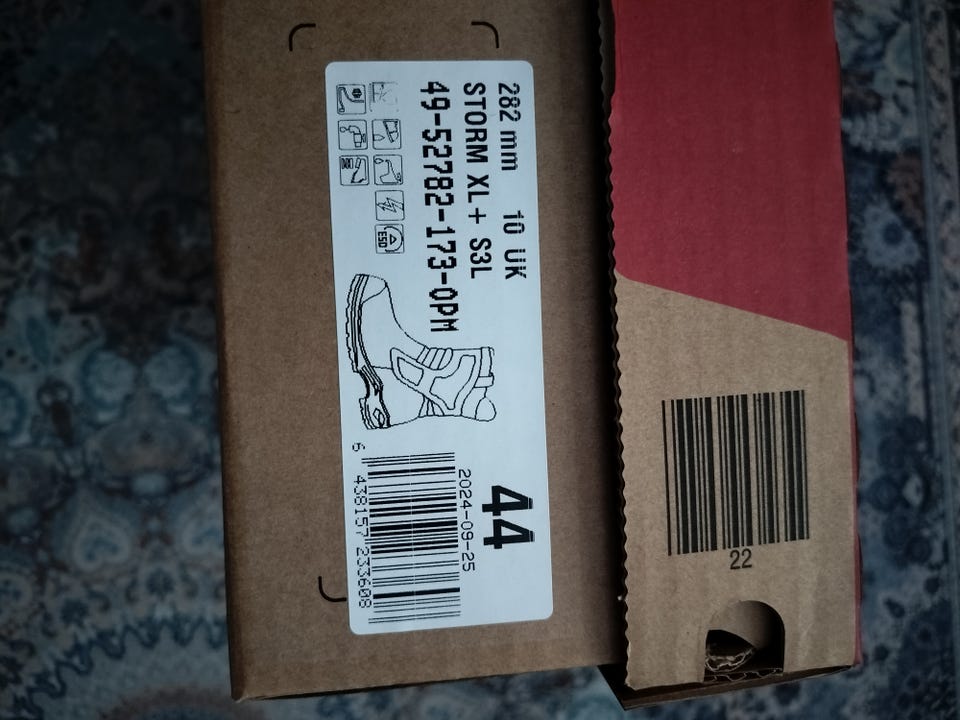 282 mm 10 UK
STORM XL + S3L
49-52782-173-0PM
ESD
44
2024-09-25
6 438157 233608
22